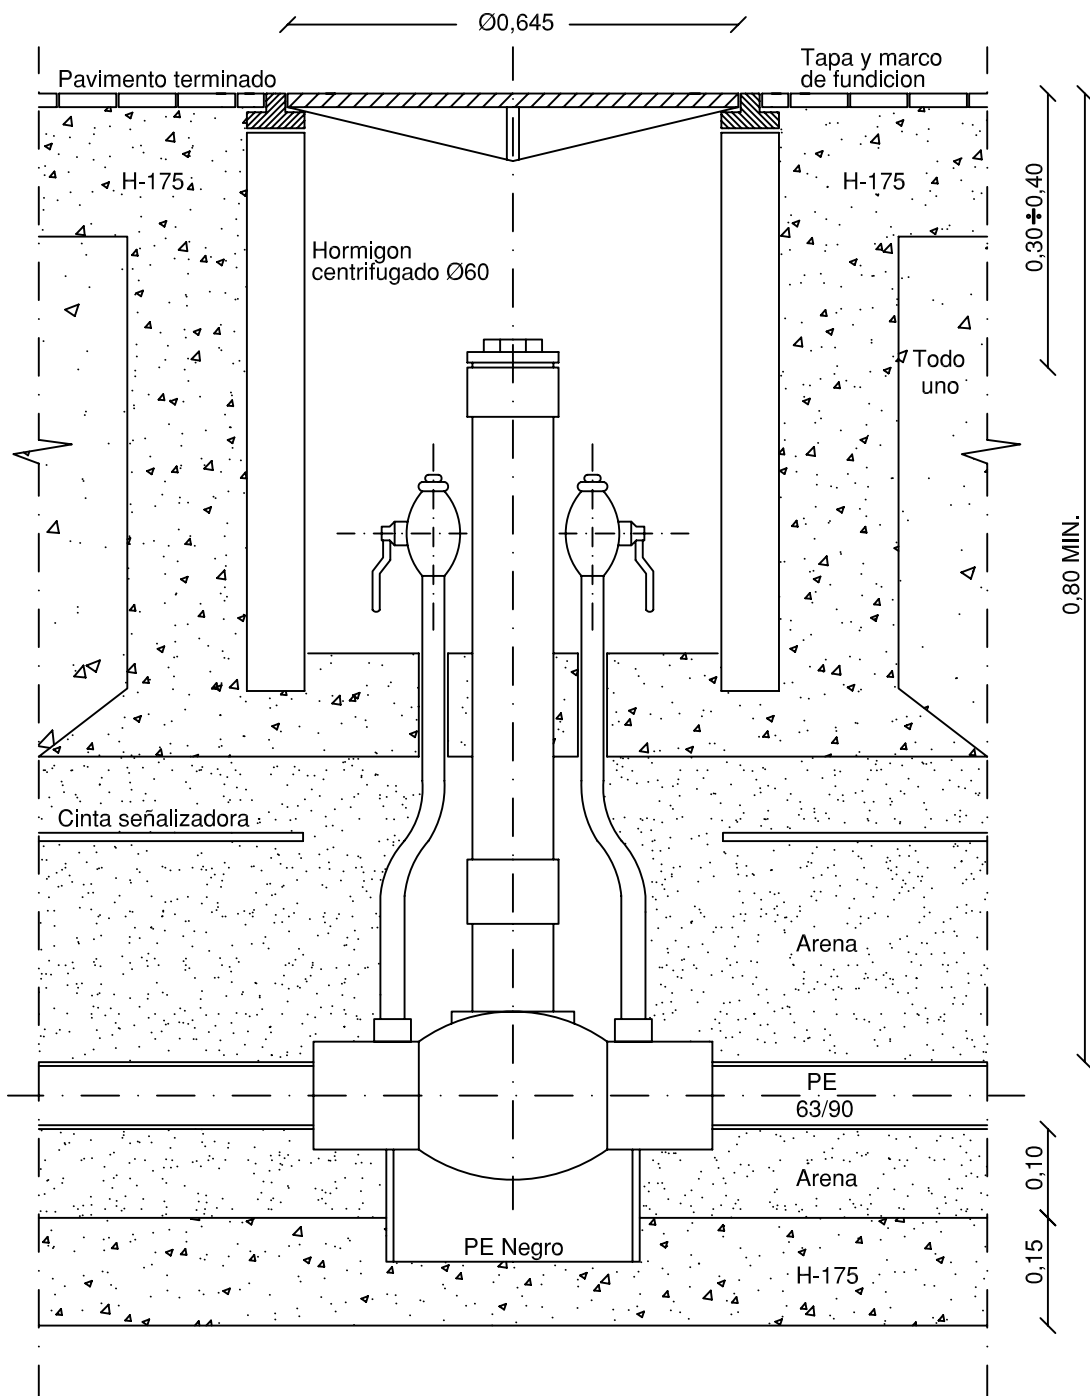 Ø0,645
Pavimento terminado
Tapa y marco
de fundicion
H-175
H-175
0,30÷0,40
Hormigon
centrifugado Ø60
Todo
uno
0,80 MIN.
Cinta señalizadora
Arena
PE
63/90
Arena
0,10
PE Negro
H-175
0,15